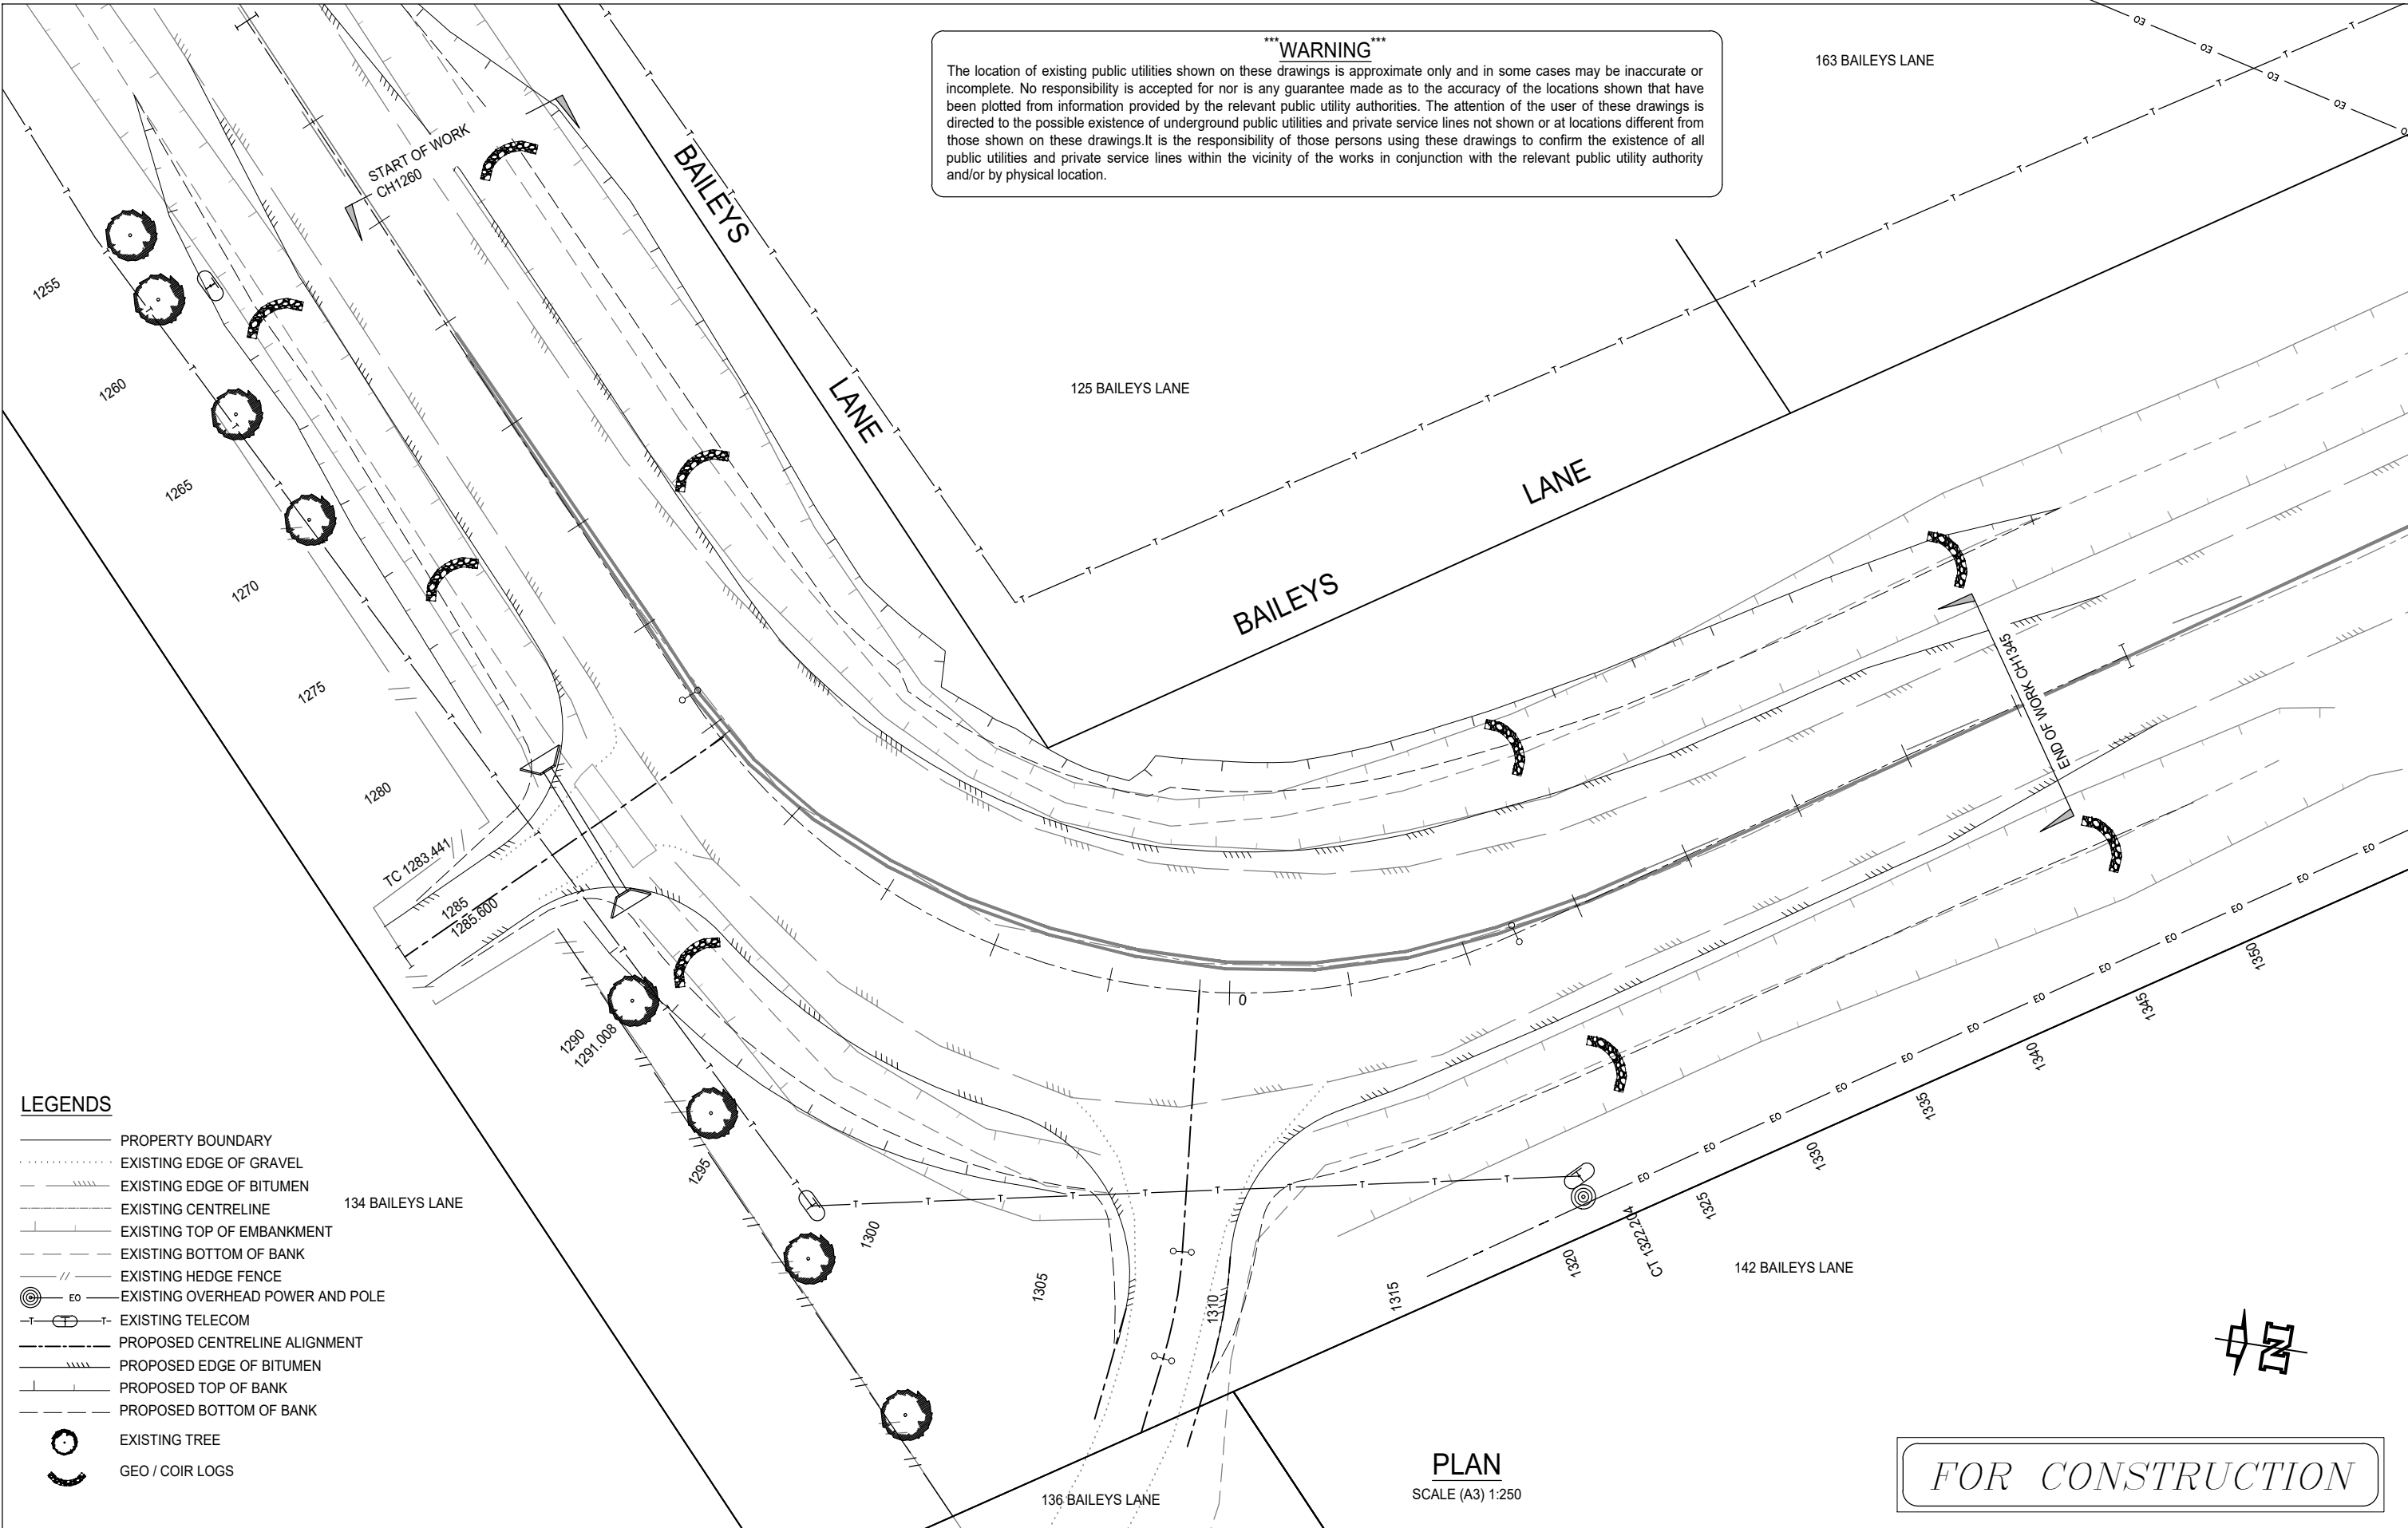 ***WARNING***
The location of existing public utilities shown on these drawings is approximate only and in some cases may be inaccurate or
incomplete. No responsibility is accepted for nor is any guarantee made as to the accuracy of the locations shown that have
been plotted from information provided by the relevant public utility authorities. The attention of the user of these drawings is
directed to the possible existence of underground public utilities and private service lines not shown or at locations different from
those shown on these drawings.It is the responsibility of those persons using these drawings to confirm the existence of all
public utilities and private service lines within the vicinity of the works in conjunction with the relevant public utility authority
and/or by physical location.
163 BAILEYS LANE
START OF WORK
CH1260
BAILEYS
LANE
125 BAILEYS LANE
BAILEYS
LANE
END OF WORK CH1345
1255
1260
1265
1270
1275
1280
TC 1283.441
1285
1285.600
1290
1291.008
1295
1300
1305
1310
1315
1320
CT 1322.204
1325
1330
1335
1340
1345
1350
0
134 BAILEYS LANE
142 BAILEYS LANE
136 BAILEYS LANE
LEGENDS
PROPERTY BOUNDARY
EXISTING EDGE OF GRAVEL
EXISTING EDGE OF BITUMEN
EXISTING CENTRELINE
EXISTING TOP OF EMBANKMENT
EXISTING BOTTOM OF BANK
EXISTING HEDGE FENCE
EO EXISTING OVERHEAD POWER AND POLE
T T T EXISTING TELECOM
PROPOSED CENTRELINE ALIGNMENT
PROPOSED EDGE OF BITUMEN
PROPOSED TOP OF BANK
PROPOSED BOTTOM OF BANK
EXISTING TREE
GEO / COIR LOGS
PLAN
SCALE (A3) 1:250
N
FOR CONSTRUCTION